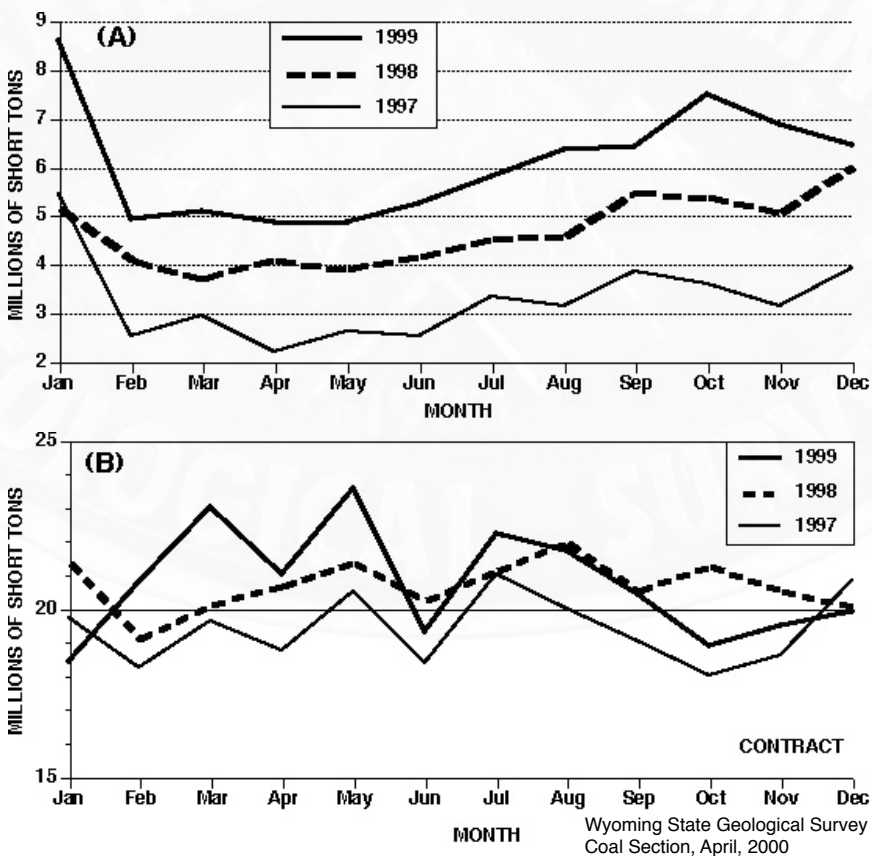 (A)
1999
1998
1997
MILLIONS OF SHORT TONS
9
8
7
6
5
4
3
2
Jan Feb Mar Apr May Jun Jul Aug Sep Oct Nov Dec
MONTH
(B)
1999
1998
1997
MILLIONS OF SHORT TONS
25
20
15
CONTRACT
Jan Feb Mar Apr May Jun Jul Aug Sep Oct Nov Dec
MONTH
Wyoming State Geological Survey
Coal Section, April, 2000